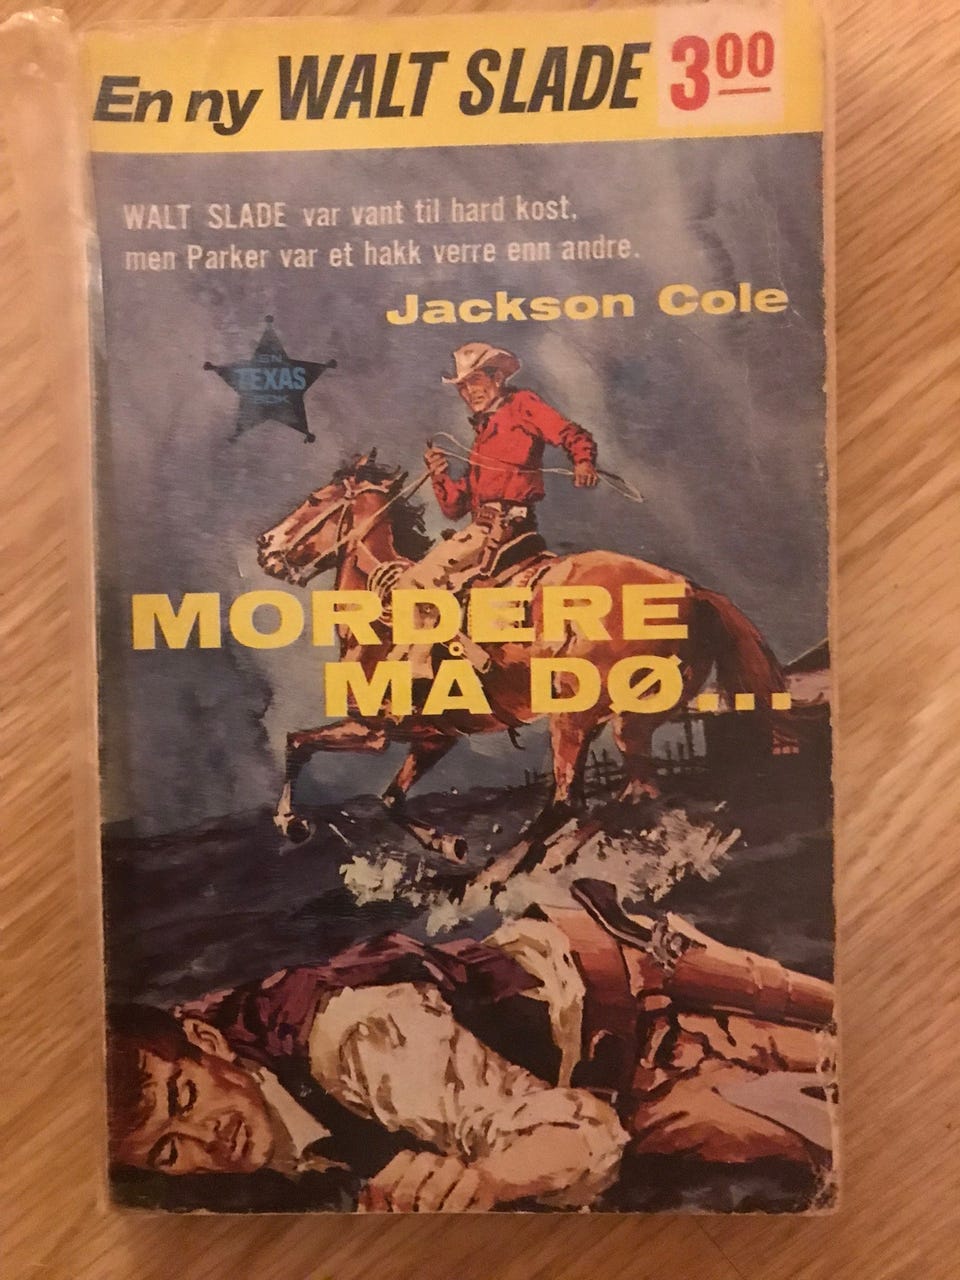 En ny WALT SLADE 3.00
WALT SLADE var vant til hard kost,
men Parker var et hakk verre enn andre.
Jackson Cole
EN
TEXAS
BOK
MORDERE
MÅ DØ...